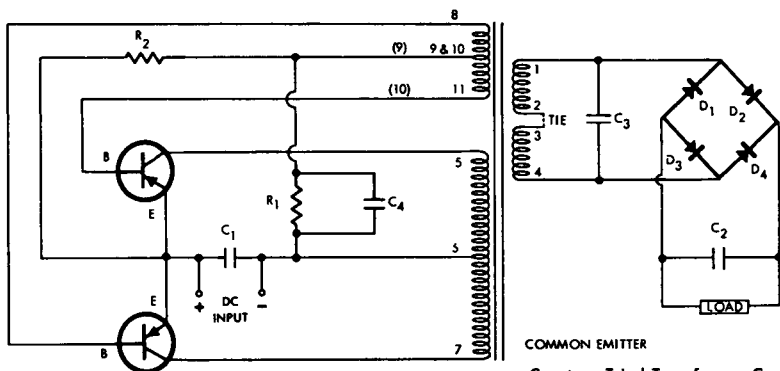 8
R2
(9)
9 & 10
(10)
11
1
2
TIE
3
4
C3
D1
D2
D3
D4
B
E
5
R1
C4
C1
5
+
DC
INPUT
−
E
B
7
C2
LOAD
COMMON EMITTER